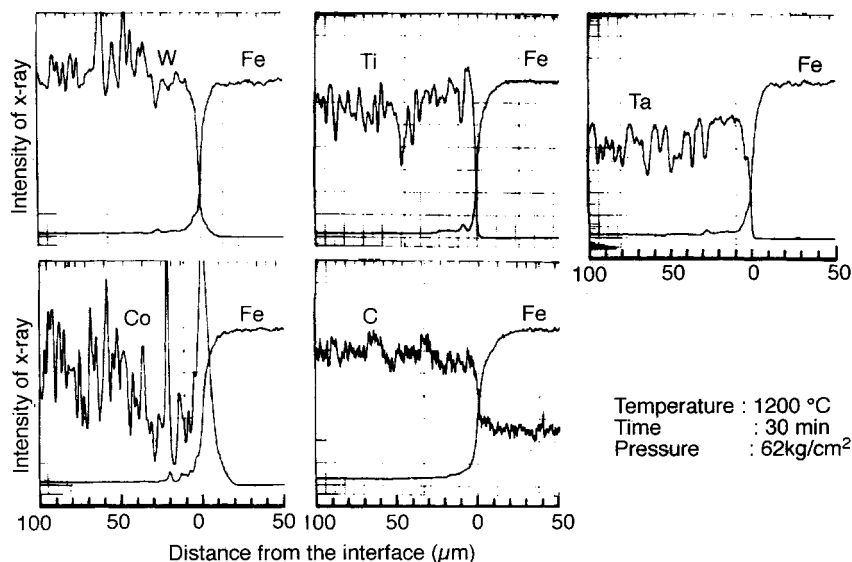 Intensity of x-ray
W
Fe
Ti
Fe
Ta
Fe
100 50 0 50
Intensity of x-ray
Co
Fe
C
Fe
100 50 0 50
100 50 0 50
Distance from the interface (μm)
Temperature : 1200 °C
Time : 30 min
Pressure : 62kg/cm²